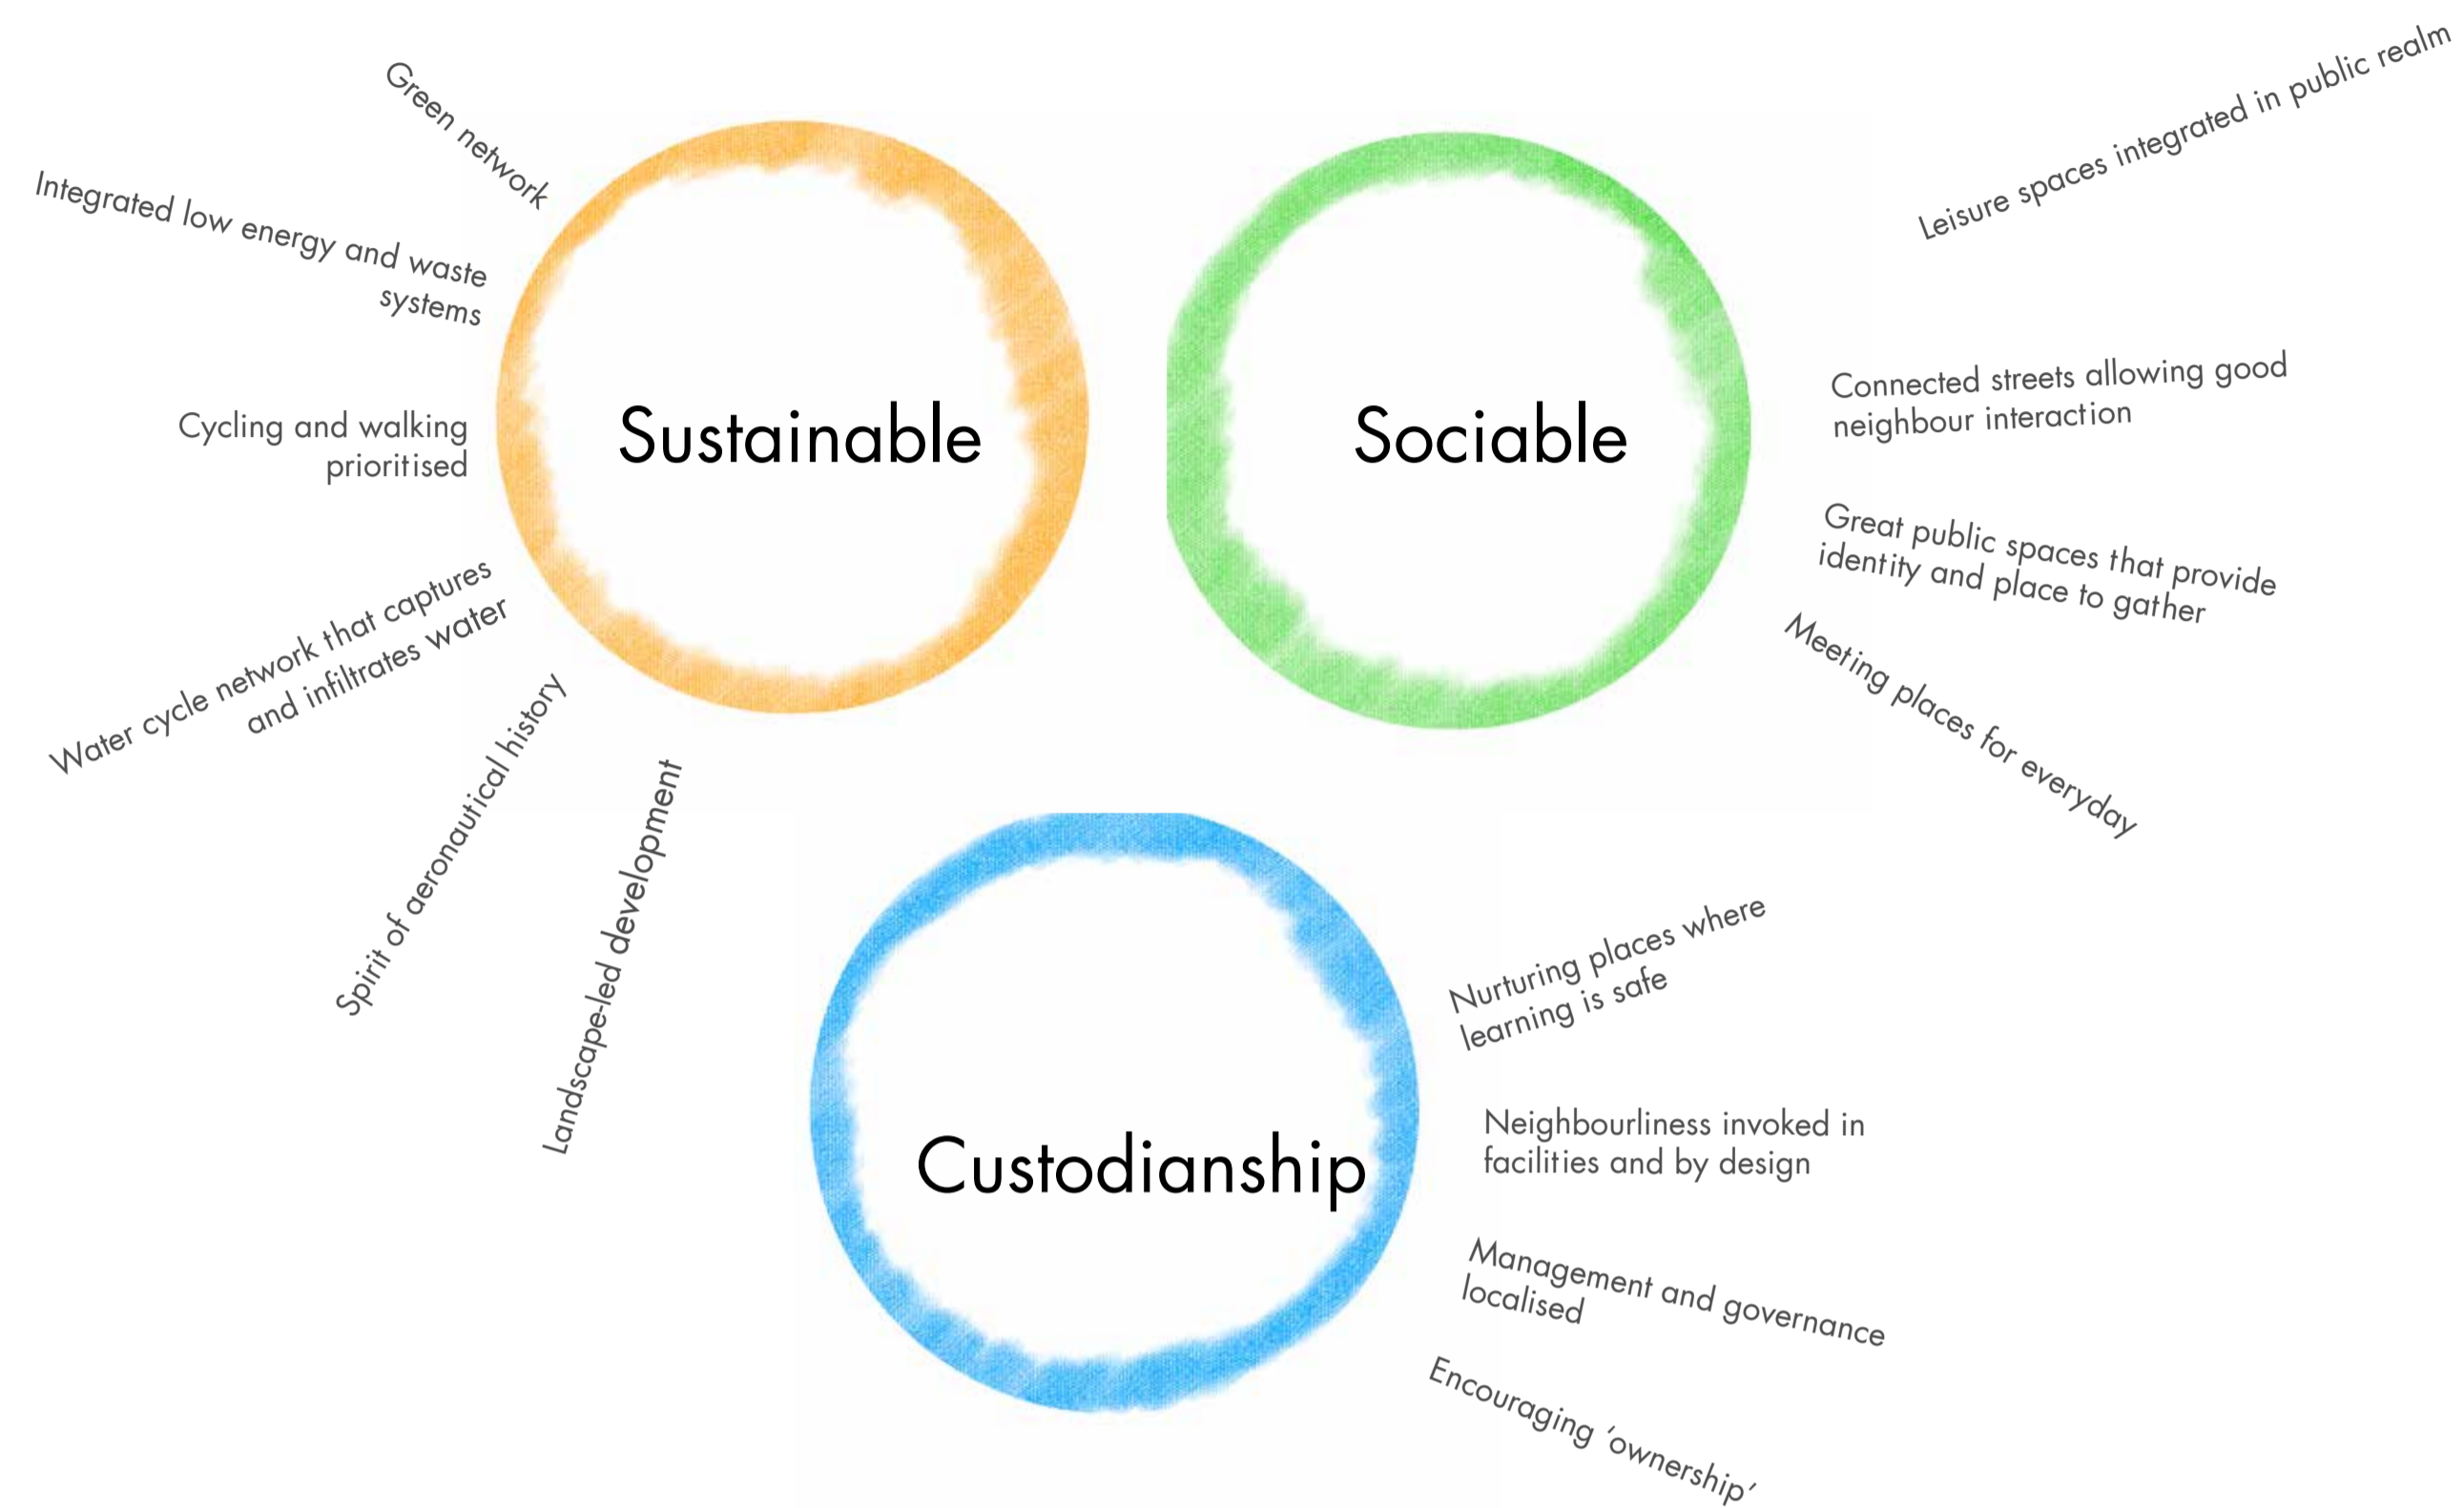 Green network
Integrated low energy and waste
systems
Cycling and walking
prioritised
Water cycle network that captures
and infiltrates water
Spirit of aeronautical history
Landscape-led development
Sustainable
Sociable
Leisure spaces integrated in public realm
Connected streets allowing good
neighbour interaction
Great public spaces that provide
identity and place to gather
Meeting places for everyday
Custodianship
Nurturing places where
learning is safe
Neighbourliness invoked in
facilities and by design
Management and governance
localised
Encouraging ‘ownership’